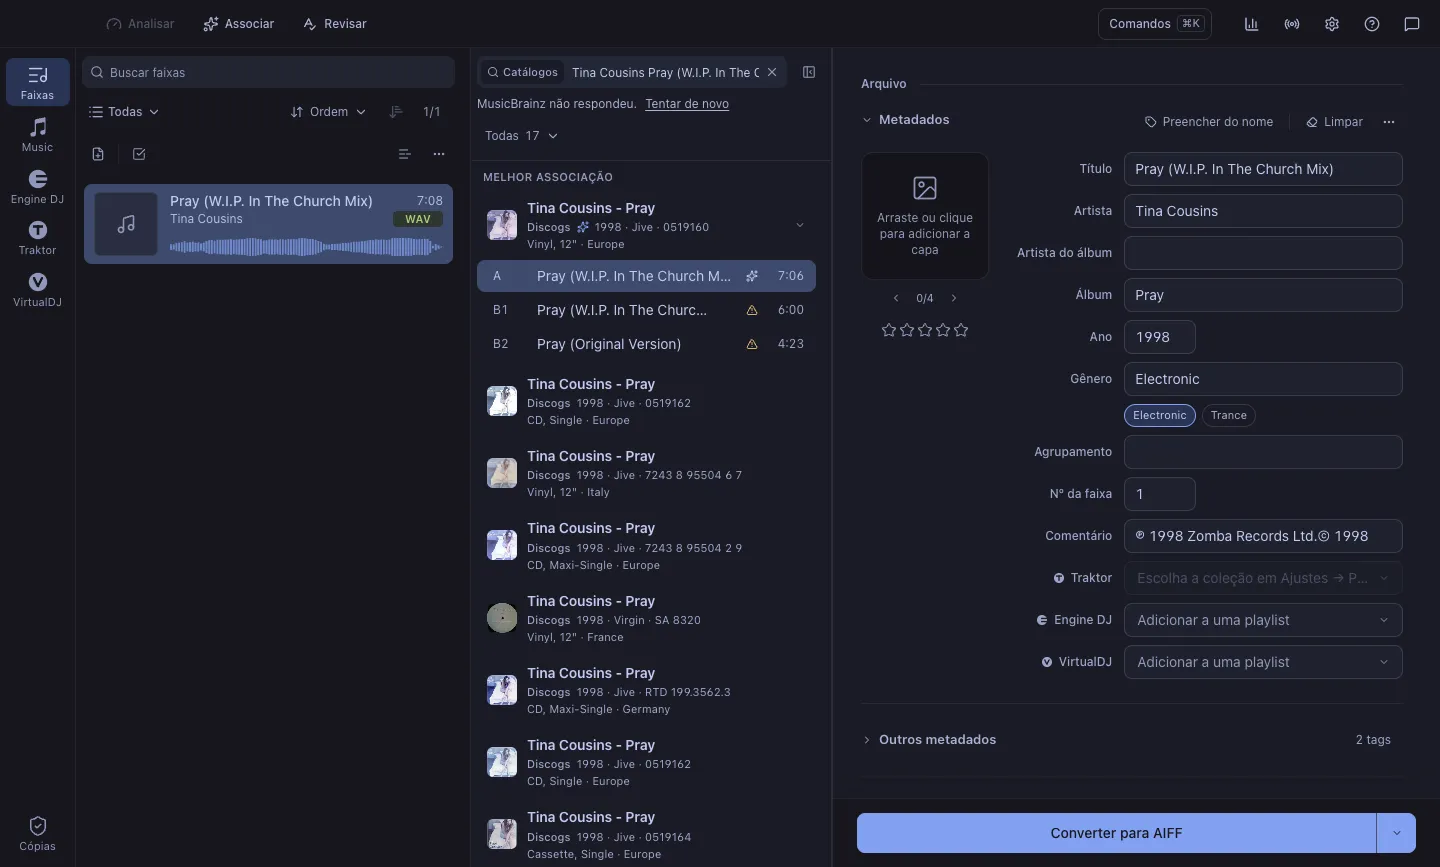 Analisar
Associar
Revisar
Comandos ⌘K
Faixas
Music
Engine DJ
Traktor
VirtualDJ
Cópias
Buscar faixas
Todas
Ordem
1/1
Pray (W.I.P. In The Church Mix) 7:08
Tina Cousins WAV
Catálogos Tina Cousins Pray (W.I.P. In The C
MusicBrainz não respondeu. Tentar de novo
Todas 17
MELHOR ASSOCIAÇÃO
Tina Cousins - Pray
Discogs 1998 · Jive · 0519160
Vinyl, 12" · Europe
A Pray (W.I.P. In The Church M... 7:06
B1 Pray (W.I.P. In The Churc... 6:00
B2 Pray (Original Version) 4:23
Tina Cousins - Pray
Discogs 1998 · Jive · 0519162
CD, Single · Europe
Tina Cousins - Pray
Discogs 1998 · Jive · 7243 8 95504 6 7
Vinyl, 12" · Italy
Tina Cousins - Pray
Discogs 1998 · Jive · 7243 8 95504 2 9
CD, Maxi-Single · Europe
Tina Cousins - Pray
Discogs 1998 · Virgin · SA 8320
Vinyl, 12" · France
Tina Cousins - Pray
Discogs 1998 · Jive · RTD 199.3562.3
CD, Maxi-Single · Germany
Tina Cousins - Pray
Discogs 1998 · Jive · 0519162
CD, Single · Europe
Tina Cousins - Pray
Discogs 1998 · Jive · 0519164
Cassette, Single · Europe
Arquivo
Metadados
Preencher do nome
Limpar
Arraste ou clique
para adicionar a
capa
0/4
Título Pray (W.I.P. In The Church Mix)
Artista Tina Cousins
Artista do álbum
Álbum Pray
Ano 1998
Gênero Electronic
Electronic Trance
Agrupamento
Nº da faixa 1
Comentário ℗ 1998 Zomba Records Ltd.© 1998
Traktor Escolha a coleção em Ajustes → P...
Engine DJ Adicionar a uma playlist
VirtualDJ Adicionar a uma playlist
Outros metadados 2 tags
Converter para AIFF